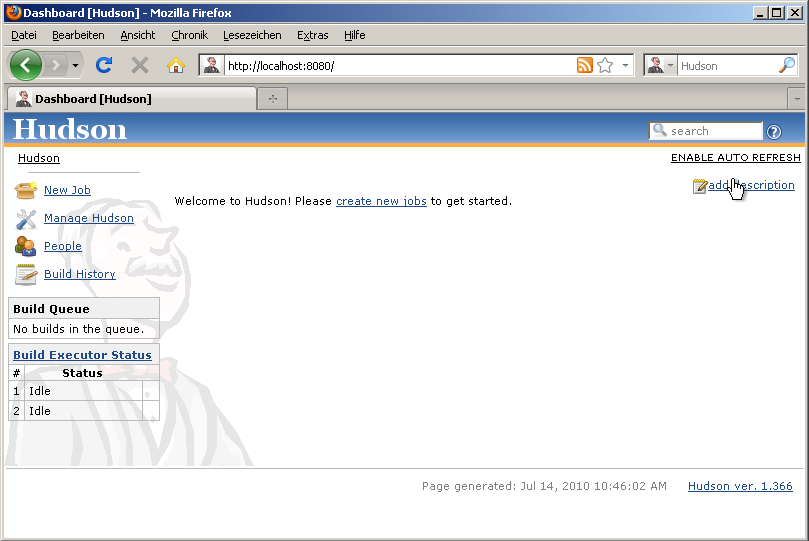 Dashboard [Hudson] - Mozilla Firefox
Datei Bearbeiten Ansicht Chronik Lesezeichen Extras Hilfe
http://localhost:8080/ Hudson
Dashboard [Hudson]
Hudson search ?
Hudson ENABLE AUTO REFRESH
add description
New Job
Welcome to Hudson! Please create new jobs to get started.
Manage Hudson
People
Build History
Build Queue
No builds in the queue.
Build Executor Status
# Status
1 Idle
2 Idle
Page generated: Jul 14, 2010 10:46:02 AM Hudson ver. 1.366